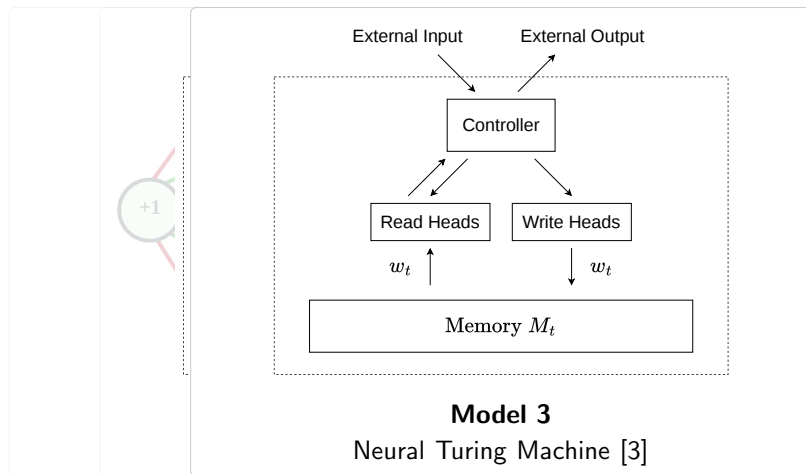 External Input External Output
Controller
+1
Read Heads Write Heads
w_t w_t
Memory M_t
Model 3
Neural Turing Machine [3]